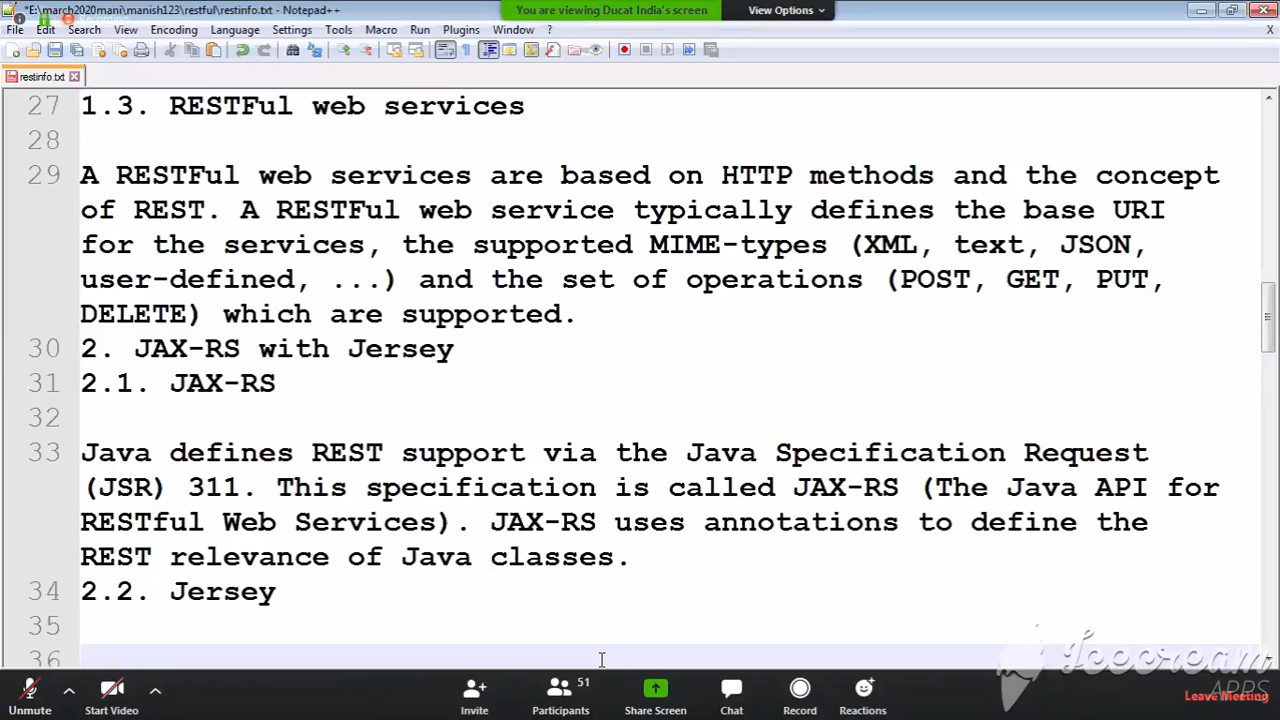 *E:\march2020mani\manish123\restful\restinfo.txt - Notepad++
You are viewing Ducat India's screen
View Options
Recording
File Edit Search View Encoding Language Settings Tools Macro Run Plugins Window ? X
restinfo.txt
27 1.3. RESTFul web services
28
29 A RESTFul web services are based on HTTP methods and the concept
of REST. A RESTFul web service typically defines the base URI
for the services, the supported MIME-types (XML, text, JSON,
user-defined, ...) and the set of operations (POST, GET, PUT,
DELETE) which are supported.
30 2. JAX-RS with Jersey
31 2.1. JAX-RS
32
33 Java defines REST support via the Java Specification Request
(JSR) 311. This specification is called JAX-RS (The Java API for
RESTful Web Services). JAX-RS uses annotations to define the
REST relevance of Java classes.
34 2.2. Jersey
35
36
Icecream
APPS
51
Unmute Start Video Invite Participants Share Screen Chat Record Reactions Leave Meeting